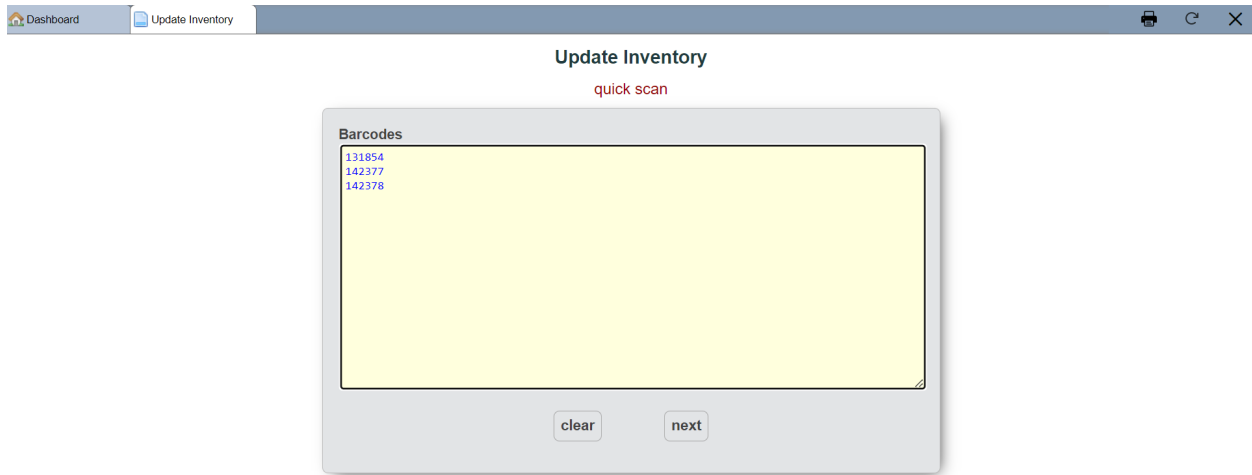 Dashboard
Update Inventory
Update Inventory
quick scan
Barcodes
131854
142377
142378
clear
next